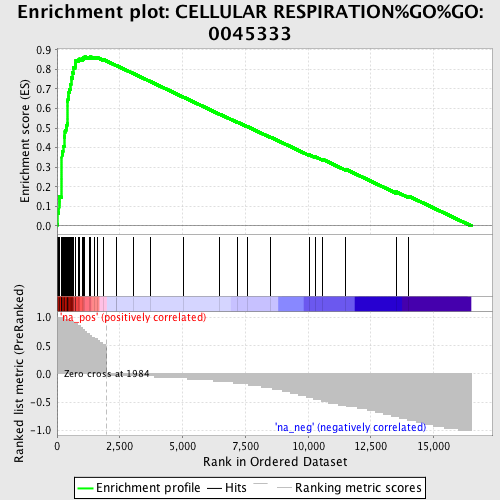 Enrichment plot: CELLULAR RESPIRATION%GO%GO:
0045333
Enrichment score (ES)
0.9
0.8
0.7
0.6
0.5
0.4
0.3
0.2
0.1
0.0
Ranked list metric (PreRanked)
1.0
0.5
0.0
-0.5
-1.0
'na_pos' (positively correlated)
Zero cross at 1984
'na_neg' (negatively correlated)
0 2,500 5,000 7,500 10,000 12,500 15,000
Rank in Ordered Dataset
Enrichment profile Hits Ranking metric scores